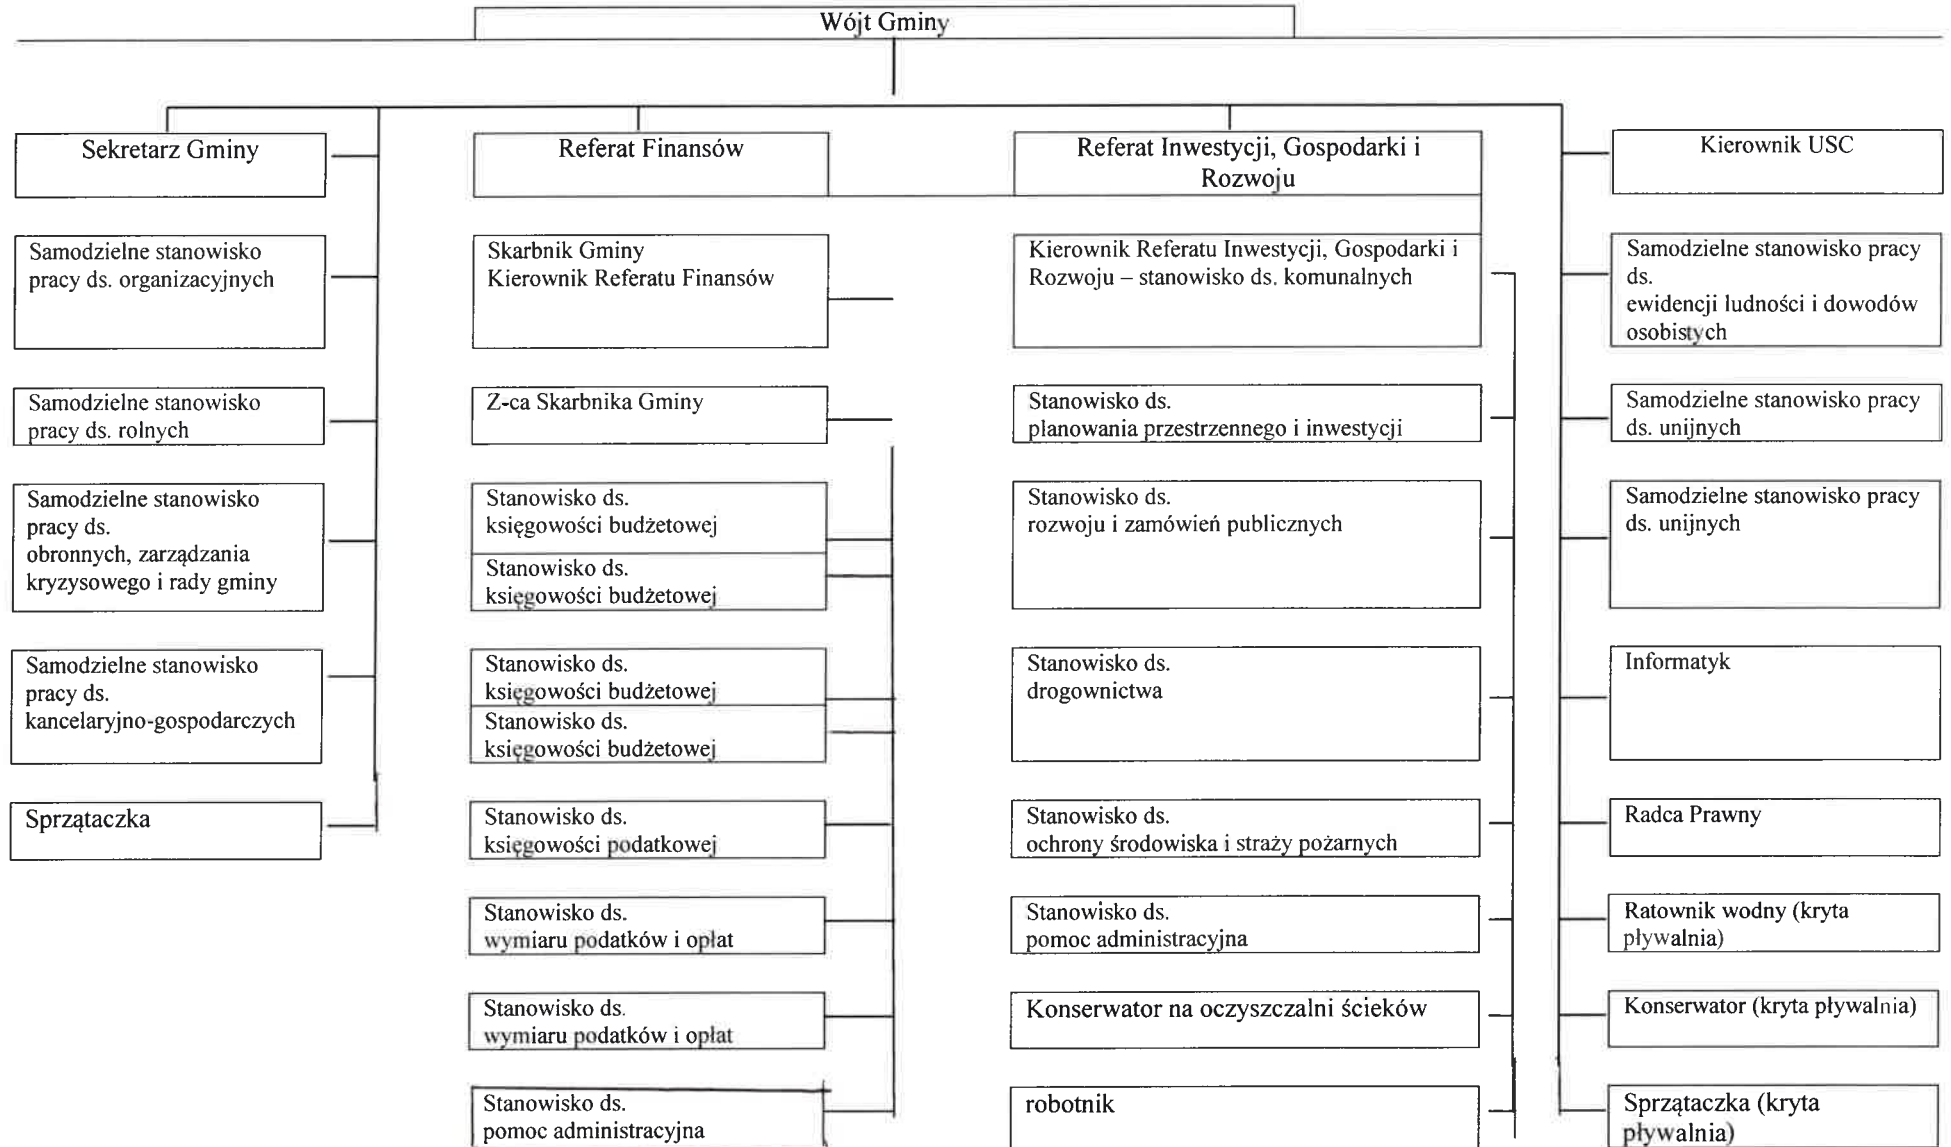 Wójt Gminy
Sekretarz Gminy
Samodzielne stanowisko
pracy ds. organizacyjnych
Samodzielne stanowisko
pracy ds. rolnych
Samodzielne stanowisko
pracy ds.
obronnych, zarządzania
kryzysowego i rady gminy
Samodzielne stanowisko
pracy ds.
kancelaryjno-gospodarczych
Sprzątaczka
Referat Finansów
Skarbnik Gminy
Kierownik Referatu Finansów
Z-ca Skarbnika Gminy
Stanowisko ds.
księgowości budżetowej
Stanowisko ds.
księgowości budżetowej
Stanowisko ds.
księgowości budżetowej
Stanowisko ds.
księgowości budżetowej
Stanowisko ds.
księgowości podatkowej
Stanowisko ds.
wymiaru podatków i opłat
Stanowisko ds.
wymiaru podatków i opłat
Stanowisko ds.
pomoc administracyjna
Referat Inwestycji, Gospodarki i
Rozwoju
Kierownik Referatu Inwestycji, Gospodarki i
Rozwoju – stanowisko ds. komunalnych
Stanowisko ds.
planowania przestrzennego i inwestycji
Stanowisko ds.
rozwoju i zamówień publicznych
Stanowisko ds.
drogownictwa
Stanowisko ds.
ochrony środowiska i straży pożarnych
Stanowisko ds.
pomoc administracyjna
Konserwator na oczyszczalni ścieków
robotnik
Kierownik USC
Samodzielne stanowisko pracy
ds.
ewidencji ludności i dowodów
osobistych
Samodzielne stanowisko pracy
ds. unijnych
Samodzielne stanowisko pracy
ds. unijnych
Informatyk
Radca Prawny
Ratownik wodny (kryta
pływalnia)
Konserwator (kryta pływalnia)
Sprzątaczka (kryta
pływalnia)